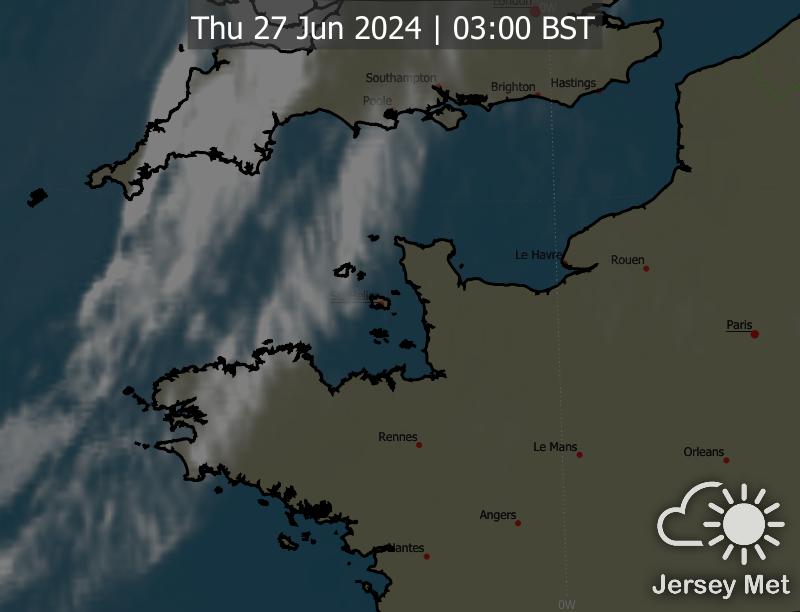 London
0W
Thu 27 Jun 2024 | 03:00 BST
Southampton
Brighton
Hastings
Poole
Le Havre
Rouen
Paris
Rennes
Le Mans
Orleans
Angers
Nantes
Jersey Met
0W